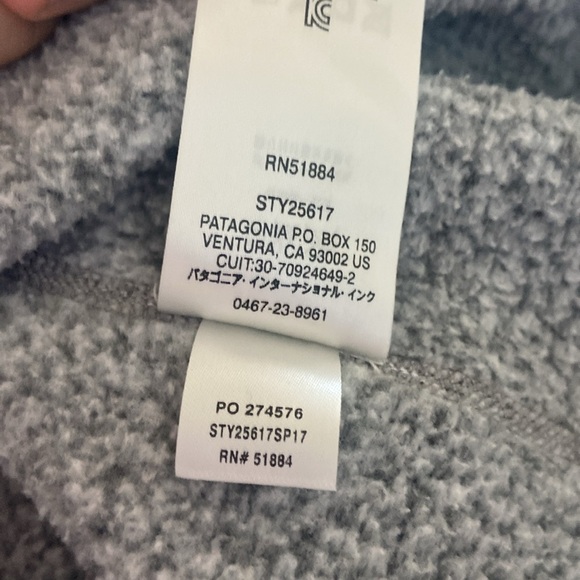 RN51884
STY25617
PATAGONIA P.O. BOX 150
VENTURA, CA 93002 US
CUIT:30-70924649-2
パタゴニア・インターナショナル・インク
0467-23-8961
PO 274576
STY25617SP17
RN# 51884